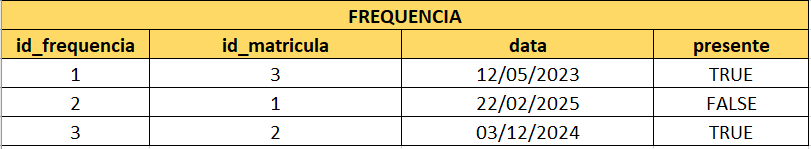 FREQUENCIA
id_frequencia id_matricula data presente
1 3 12/05/2023 TRUE
2 1 22/02/2025 FALSE
3 2 03/12/2024 TRUE